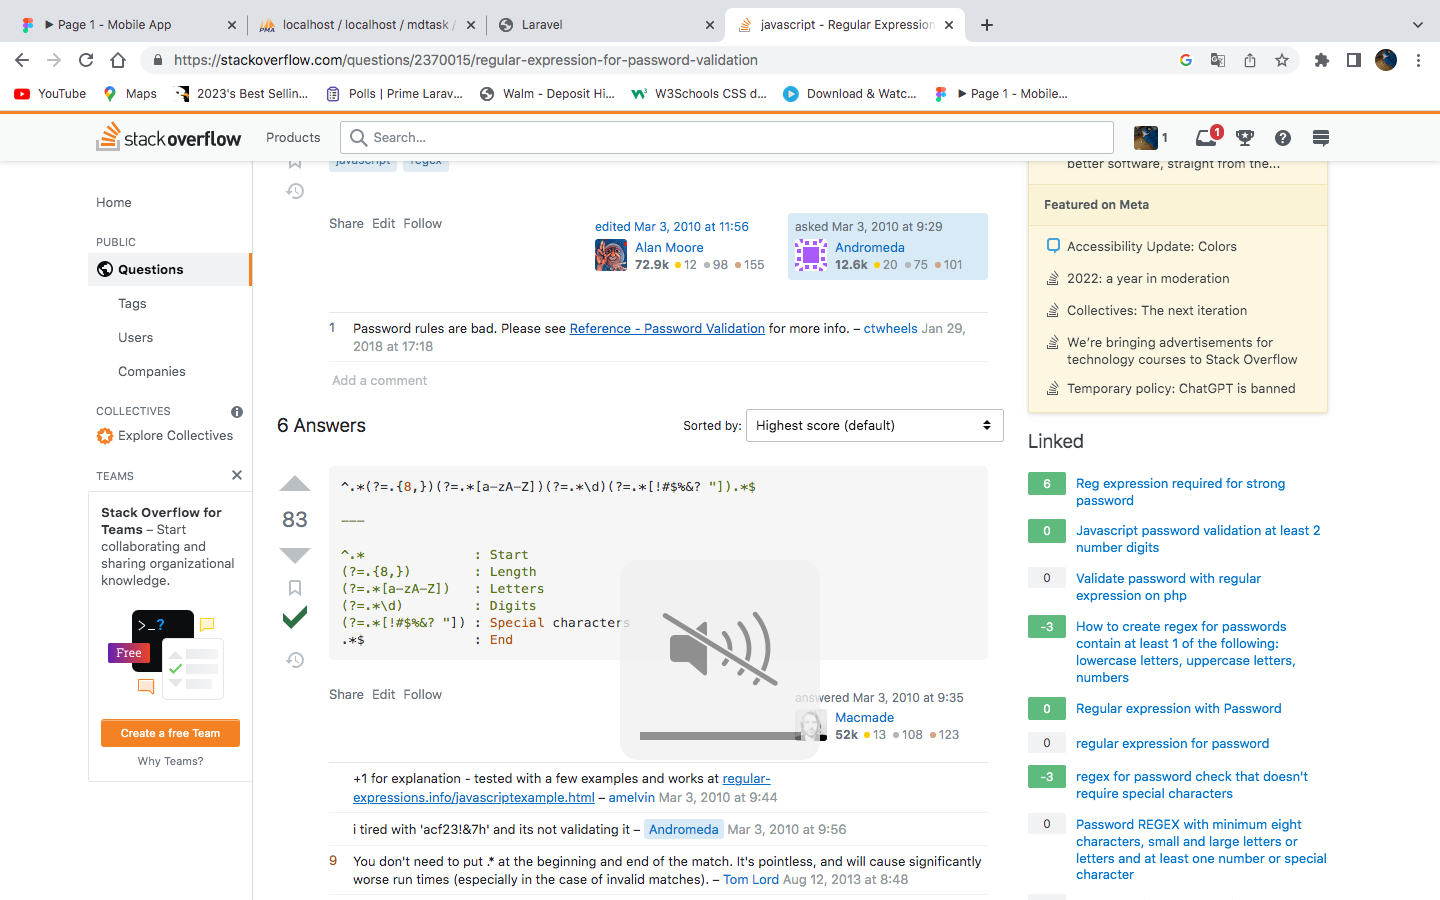 ▶ Page 1 - Mobile App
localhost / localhost / mdtask /
Laravel
javascript - Regular Expression
https://stackoverflow.com/questions/2370015/regular-expression-for-password-validation
YouTube
Maps
2023's Best Sellin...
Polls | Prime Larav...
Walm - Deposit Hi...
W3Schools CSS d...
Download & Watc...
▶ Page 1 - Mobile...
stackoverflow
Products
Search...
1
1
javascript
regex
better software, straight from the...
Home
PUBLIC
Questions
Tags
Users
Companies
COLLECTIVES
Explore Collectives
TEAMS
Stack Overflow for
Teams – Start
collaborating and
sharing organizational
knowledge.
>_?
Free
Create a free Team
Why Teams?
Share Edit Follow
edited Mar 3, 2010 at 11:56
Alan Moore
72.9k 12 98 155
asked Mar 3, 2010 at 9:29
Andromeda
12.6k 20 75 101
1 Password rules are bad. Please see Reference - Password Validation for more info. – ctwheels Jan 29,
2018 at 17:18
Add a comment
6 Answers
Sorted by:
Highest score (default)
83
^.*(?=.{8,})(?=.*[a-zA-Z])(?=.*\d)(?=.*[!#$%&? "]).*$
---
^.* : Start
(?=.{8,}) : Length
(?=.*[a-zA-Z]) : Letters
(?=.*\d) : Digits
(?=.*[!#$%&? "]) : Special characters
.*$ : End
Share Edit Follow
answered Mar 3, 2010 at 9:35
Macmade
52k 13 108 123
+1 for explanation - tested with a few examples and works at regular-
expressions.info/javascriptexample.html – amelvin Mar 3, 2010 at 9:44
i tired with 'acf23!&7h' and its not validating it – Andromeda Mar 3, 2010 at 9:56
9 You don't need to put .* at the beginning and end of the match. It's pointless, and will cause significantly
worse run times (especially in the case of invalid matches). – Tom Lord Aug 12, 2013 at 8:48
Featured on Meta
Accessibility Update: Colors
2022: a year in moderation
Collectives: The next iteration
We're bringing advertisements for
technology courses to Stack Overflow
Temporary policy: ChatGPT is banned
Linked
6 Reg expression required for strong
password
0 Javascript password validation at least 2
number digits
0 Validate password with regular
expression on php
-3 How to create regex for passwords
contain at least 1 of the following:
lowercase letters, uppercase letters,
numbers
0 Regular expression with Password
0 regular expression for password
-3 regex for password check that doesn't
require special characters
0 Password REGEX with minimum eight
characters, small and large letters or
letters and at least one number or special
character